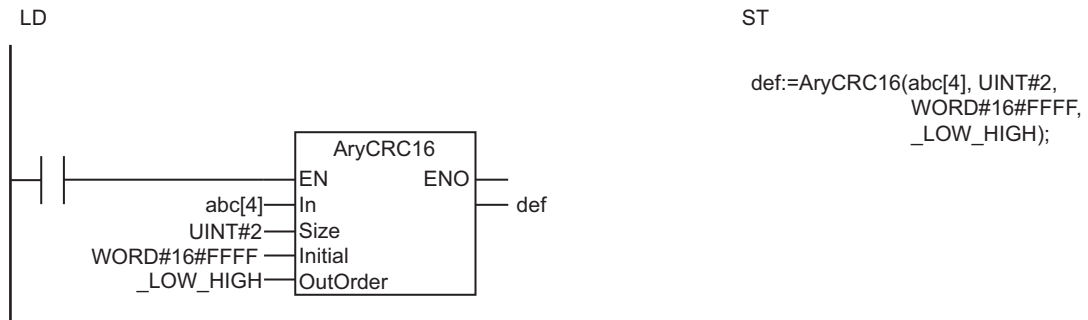 LD
ST
def:=AryCRC16(abc[4], UINT#2,
WORD#16#FFFF,
_LOW_HIGH);
AryCRC16
EN ENO
abc[4] In def
UINT#2 Size
WORD#16#FFFF Initial
_LOW_HIGH OutOrder